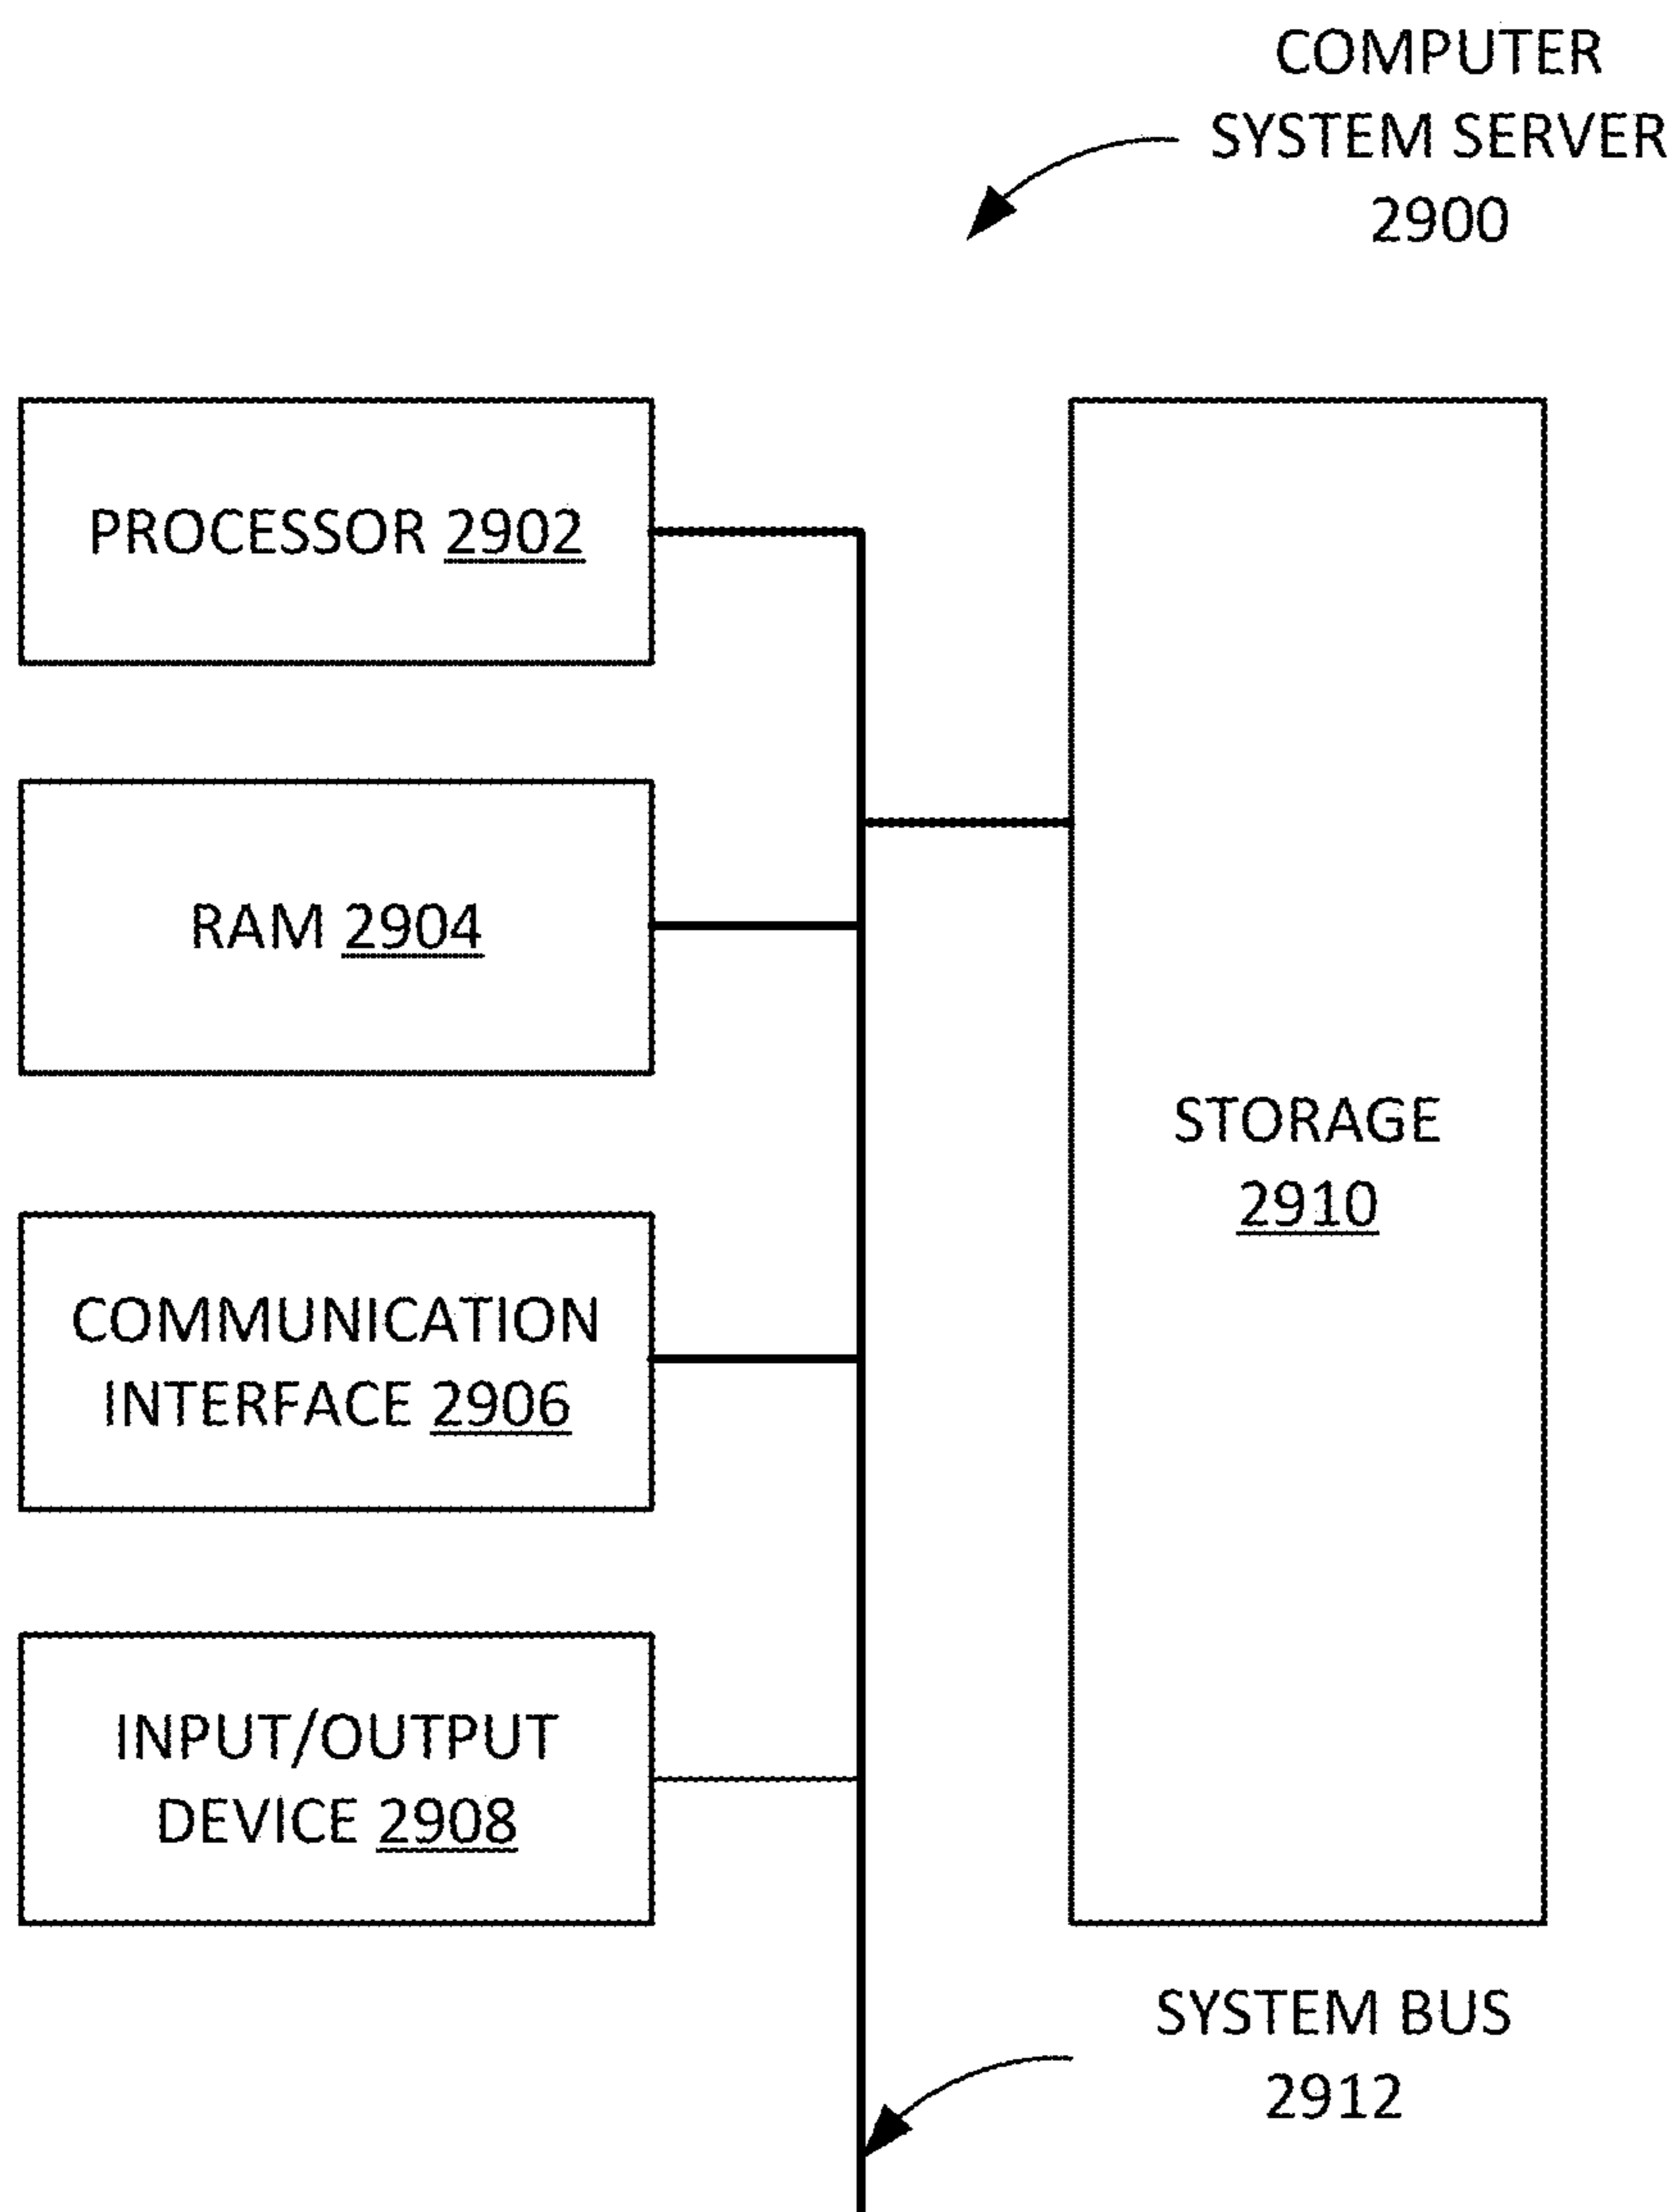 COMPUTER
SYSTEM SERVER
2900
PROCESSOR 2902
RAM 2904
COMMUNICATION
INTERFACE 2906
INPUT/OUTPUT
DEVICE 2908
STORAGE
2910
SYSTEM BUS
2912